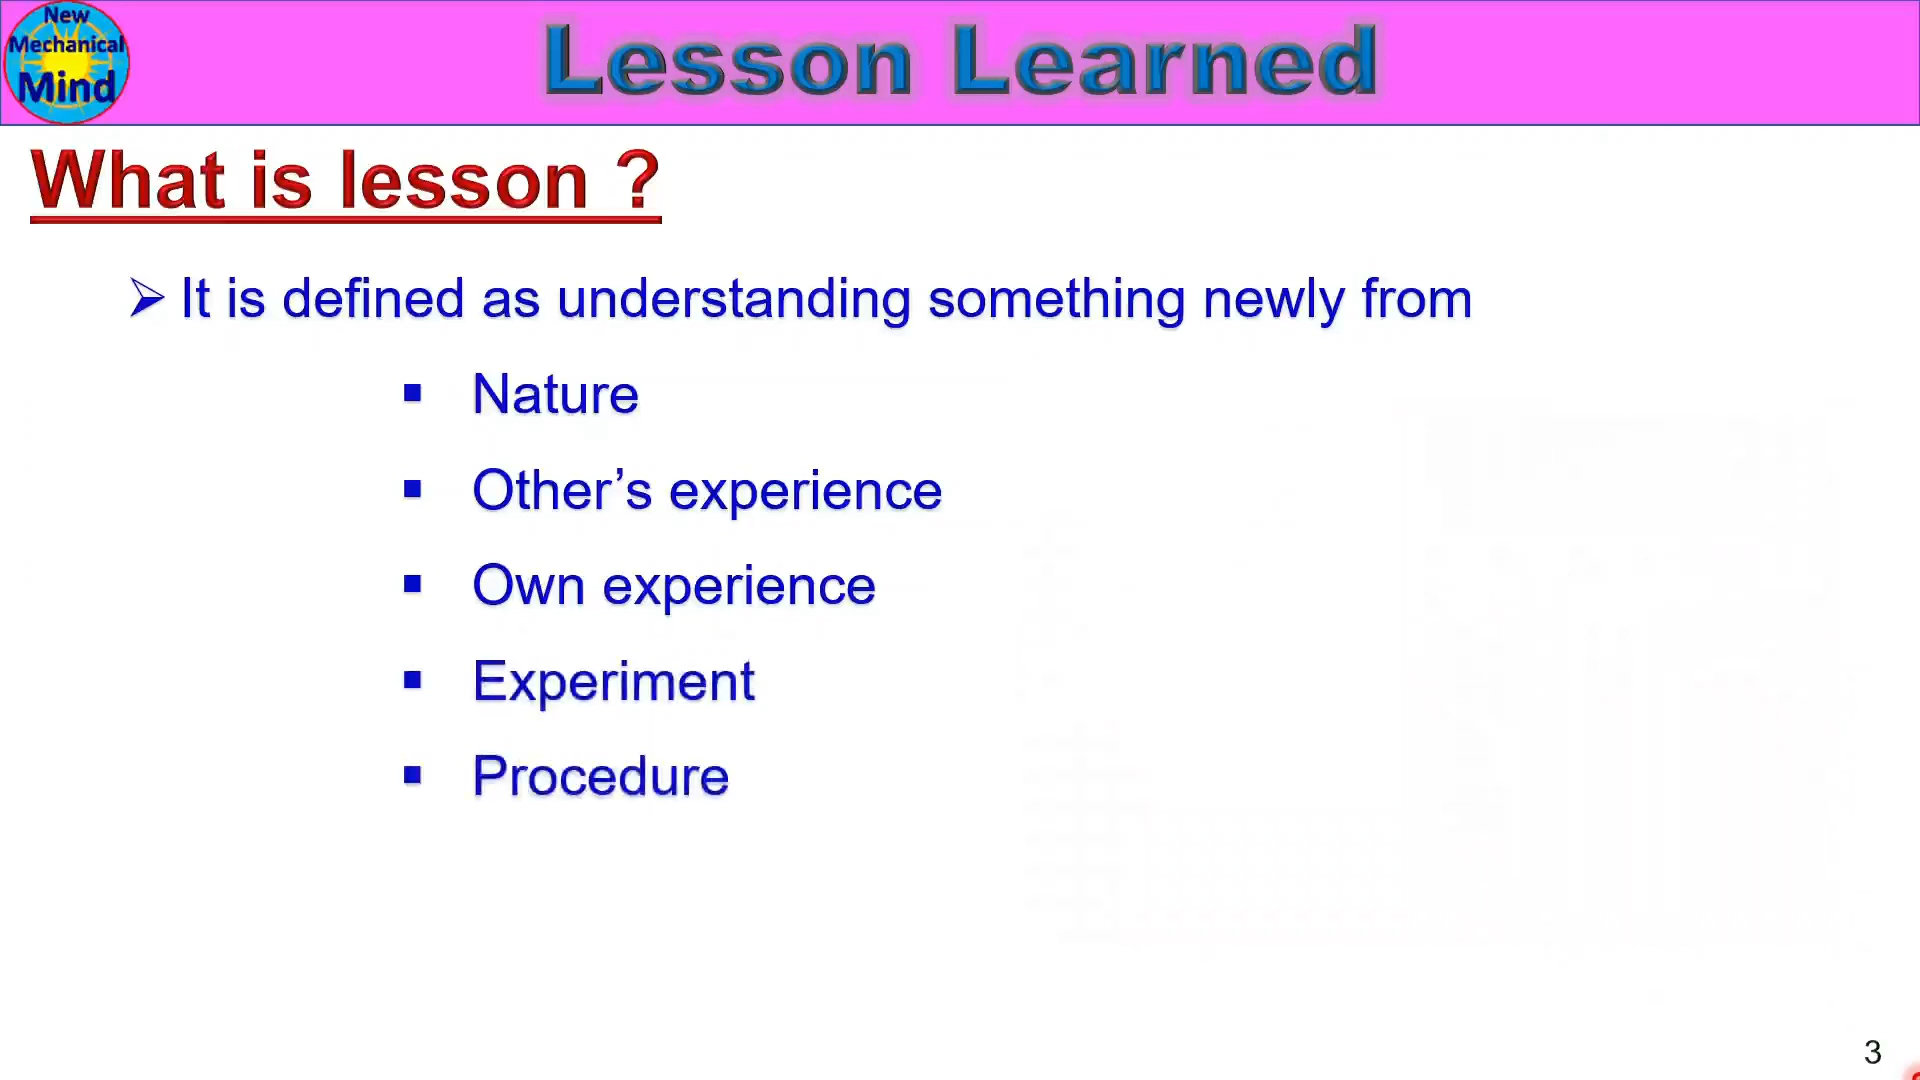 New
Mechanical
Mind
Lesson Learned
What is lesson ?
➢ It is defined as understanding something newly from
▪ Nature
▪ Other’s experience
▪ Own experience
▪ Experiment
▪ Procedure
3